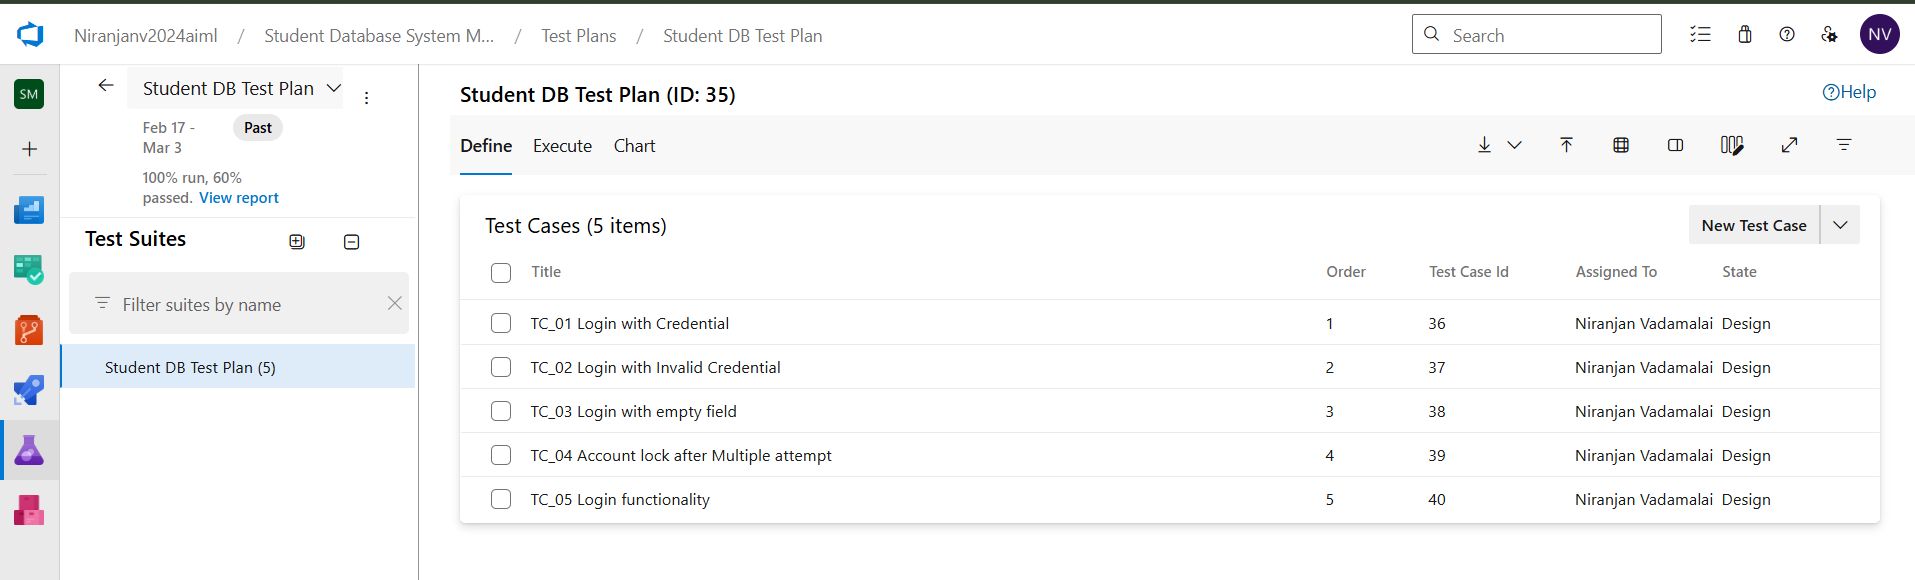 Niranjanv2024aiml / Student Database System M... / Test Plans / Student DB Test Plan
Search
NV
SM
Student DB Test Plan
Feb 17 -
Mar 3
Past
100% run, 60%
passed. View report
Test Suites
Filter suites by name
Student DB Test Plan (5)
Student DB Test Plan (ID: 35)
Help
Define Execute Chart
Test Cases (5 items)
New Test Case
Title Order Test Case Id Assigned To State
TC_01 Login with Credential 1 36 Niranjan Vadamalai Design
TC_02 Login with Invalid Credential 2 37 Niranjan Vadamalai Design
TC_03 Login with empty field 3 38 Niranjan Vadamalai Design
TC_04 Account lock after Multiple attempt 4 39 Niranjan Vadamalai Design
TC_05 Login functionality 5 40 Niranjan Vadamalai Design